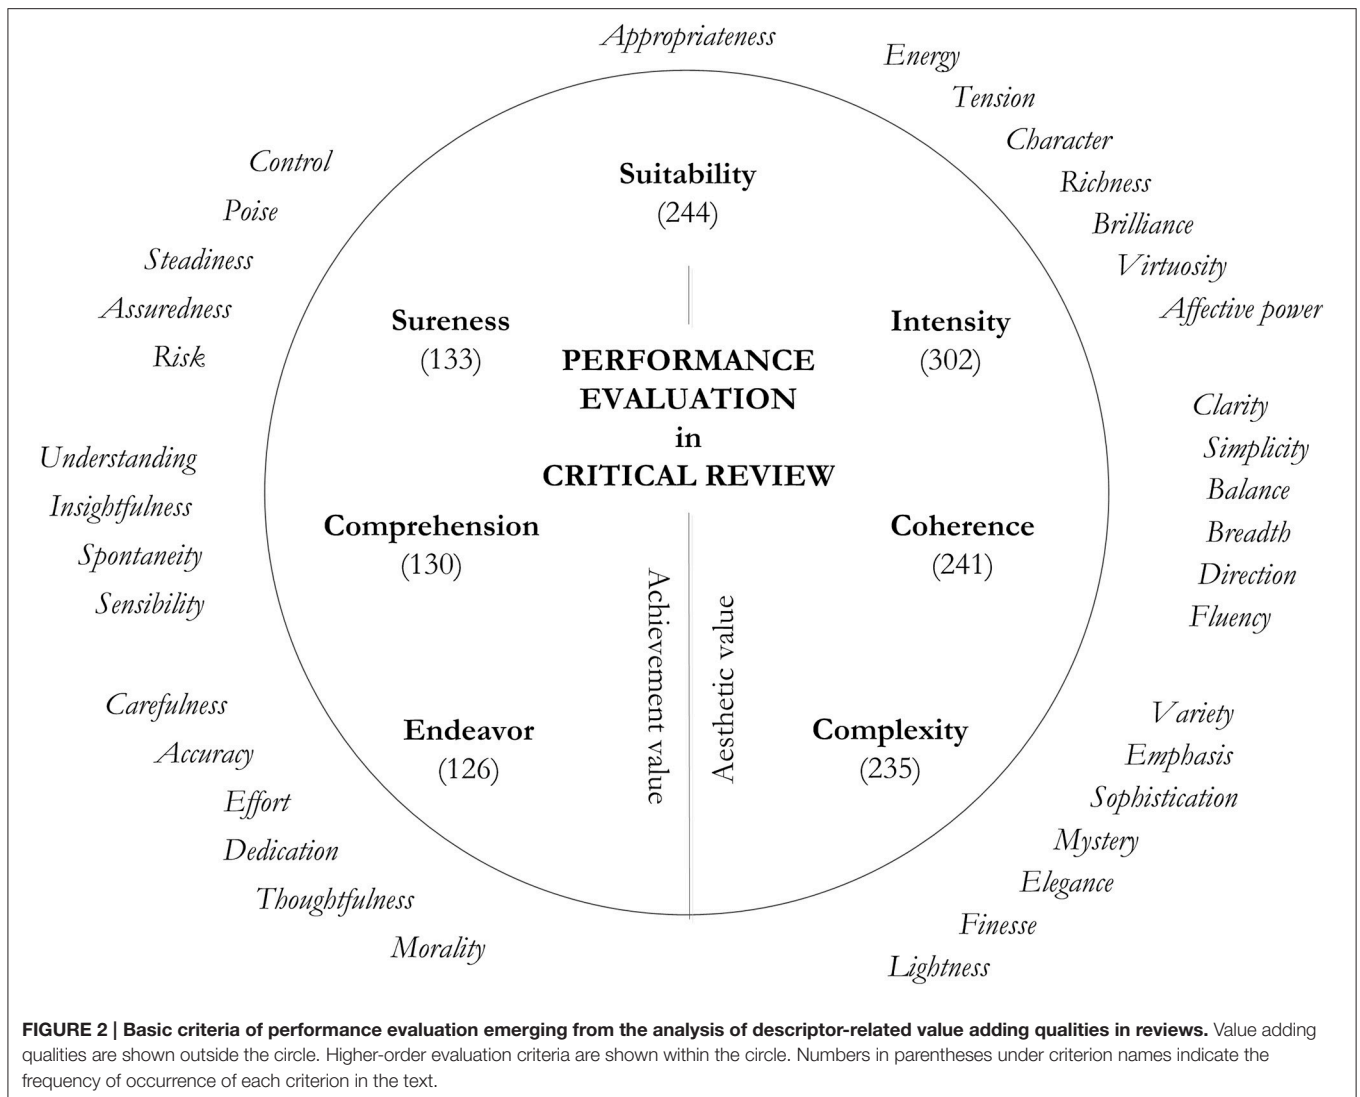 Appropriateness
Energy
Tension
Character
Richness
Brilliance
Virtuosity
Affective power
Control
Poise
Steadiness
Assuredness
Risk
Suitability
(244)
Sureness
(133)
Intensity
(302)
PERFORMANCE
EVALUATION
in
CRITICAL REVIEW
Clarity
Simplicity
Balance
Breadth
Direction
Fluency
Understanding
Insightfulness
Spontaneity
Sensibility
Comprehension
(130)
Coherence
(241)
Achievement value
Aesthetic value
Endeavor
(126)
Complexity
(235)
Carefulness
Accuracy
Effort
Dedication
Thoughtfulness
Morality
Variety
Emphasis
Sophistication
Mystery
Elegance
Finesse
Lightness
FIGURE 2 | Basic criteria of performance evaluation emerging from the analysis of descriptor-related value adding qualities in reviews. Value adding
qualities are shown outside the circle. Higher-order evaluation criteria are shown within the circle. Numbers in parentheses under criterion names indicate the
frequency of occurrence of each criterion in the text.